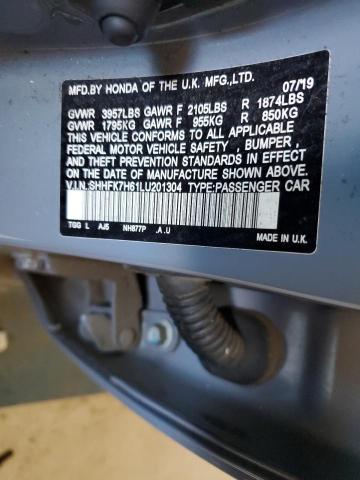 MFD.BY HONDA OF THE U.K. MFG.,LTD. 07/19
GVWR 3957LBS GAWR F 2105LBS R 1874LBS
GVWR 1795KG GAWR F 955KG R 850KG
THIS VEHICLE CONFORMS TO ALL APPLICABLE
FEDERAL MOTOR VEHICLE SAFETY , BUMPER ,
AND THEFT PREVENTION STANDARDS IN EFFECT
ON THE DATE OF MANUFACTURE SHOWN ABOVE.
V.I.N.:SHHFK7H61LU201304 TYPE:PASSENGER CAR
TGG L AJ5 NH877P .A .U MADE IN U.K.